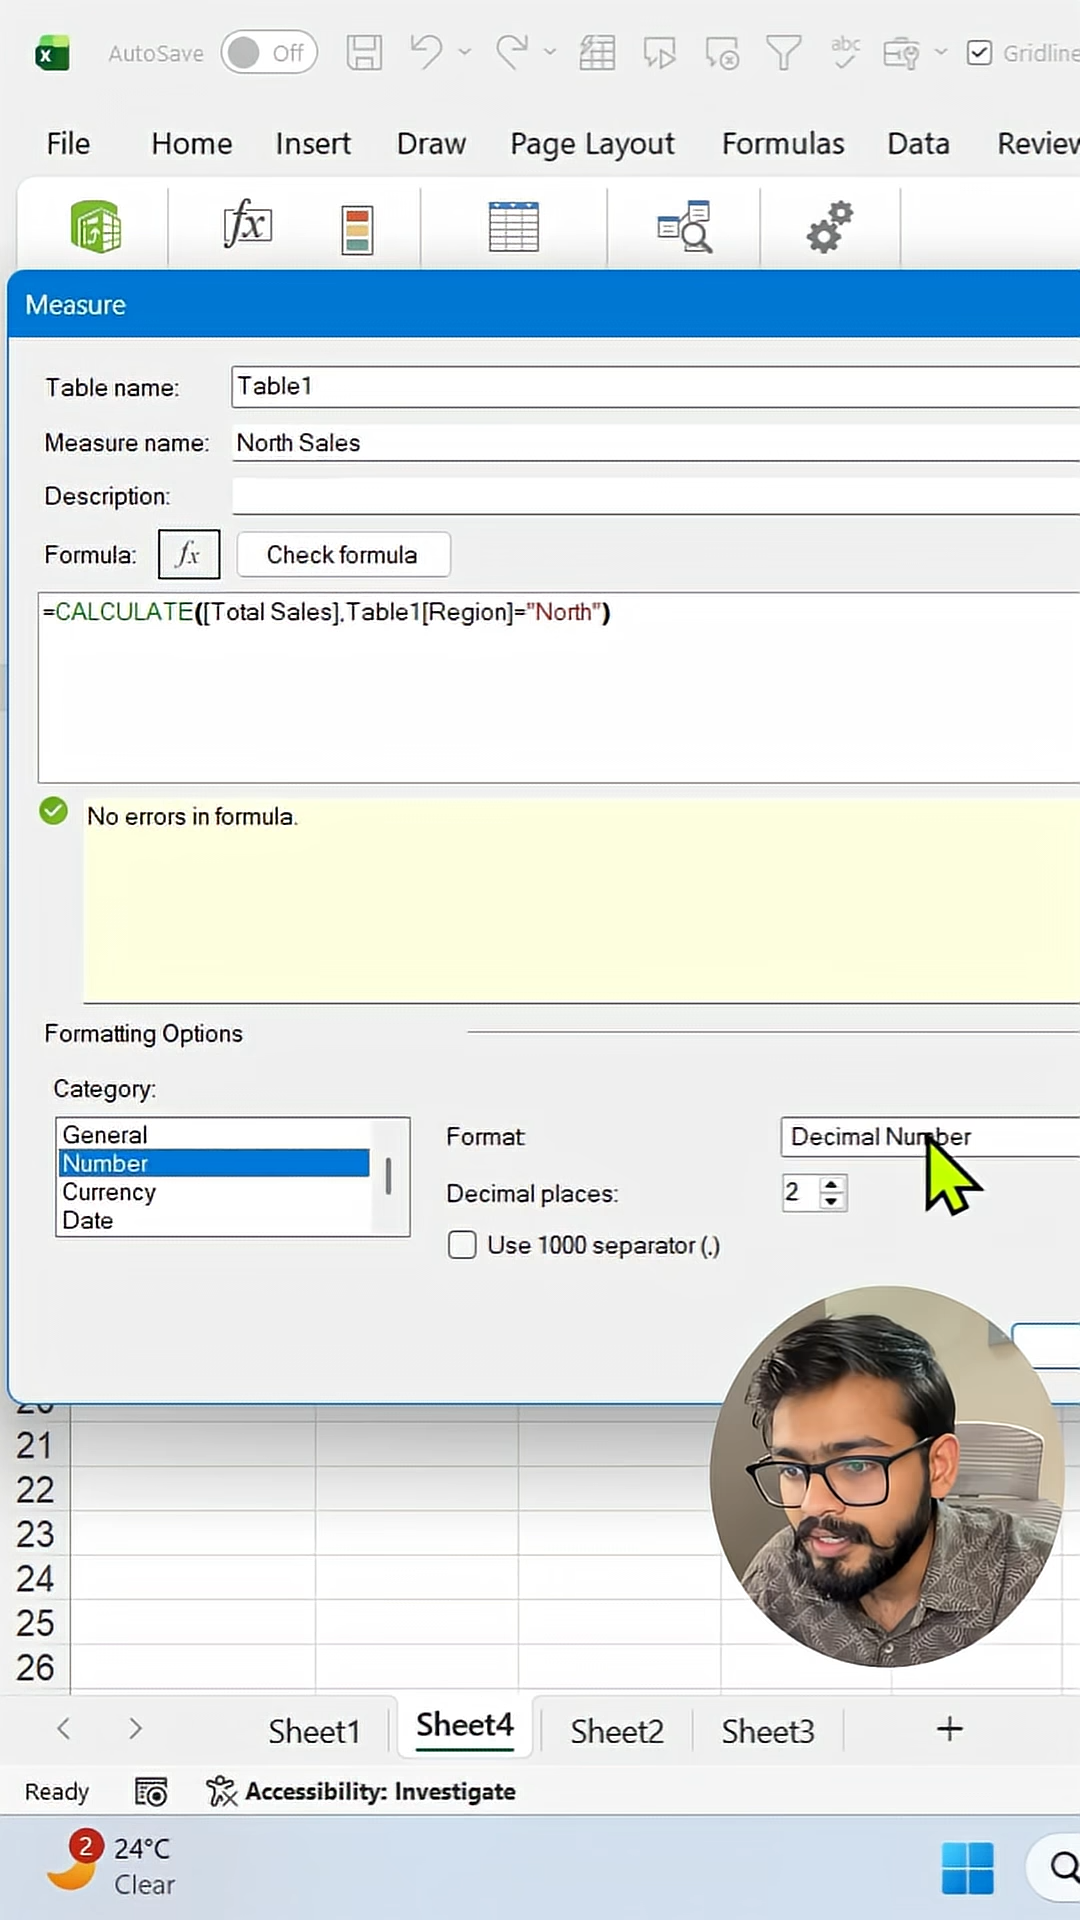 AutoSave Off Gridline
File Home Insert Draw Page Layout Formulas Data Review
Measure
Table name: Table1
Measure name: North Sales
Description:
Formula: fx Check formula
=CALCULATE([Total Sales],Table1[Region]="North")
No errors in formula.
Formatting Options
Category:
General
Number
Currency
Date
Format Decimal Number
Decimal places: 2
Use 1000 separator (,)
20
21
22
23
24
25
26
Sheet1 Sheet4 Sheet2 Sheet3 +
Ready Accessibility: Investigate
2 24°C
Clear